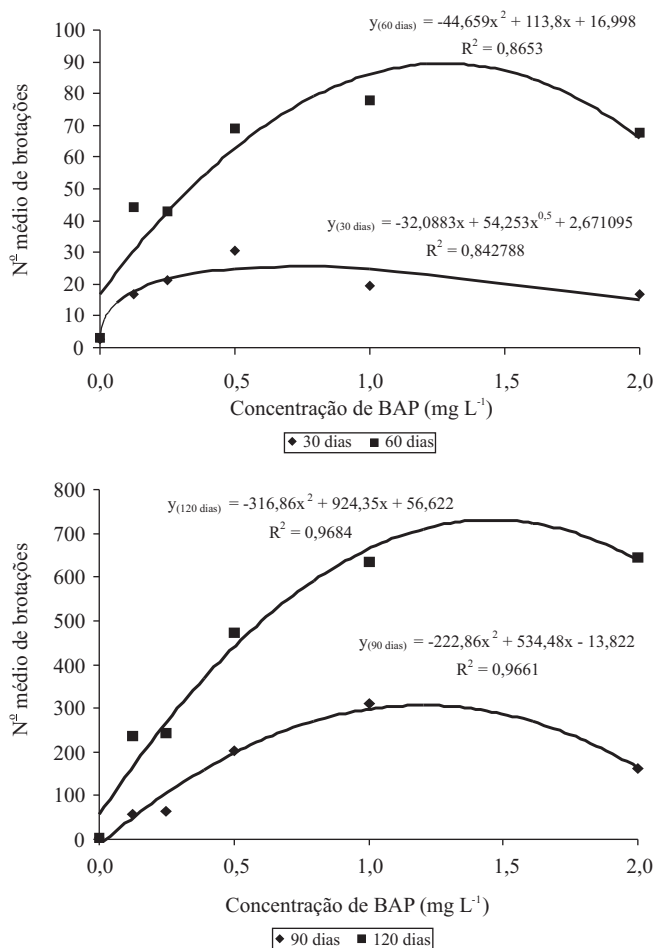 y(60 dias) = -44,659x² + 113,8x + 16,998
R² = 0,8653
100
90
80
70
60
50
40
30
20
10
0
Nº médio de brotações
y(30 dias) = -32,0883x + 54,253x^0,5 + 2,671095
R² = 0,842788
0,0 0,5 1,0 1,5 2,0
Concentração de BAP (mg L⁻¹)
30 dias 60 dias
800
700
600
500
400
300
200
100
0
Nº médio de brotações
y(120 dias) = -316,86x² + 924,35x + 56,622
R² = 0,9684
y(90 dias) = -222,86x² + 534,48x - 13,822
R² = 0,9661
0,0 0,5 1,0 1,5 2,0
Concentração de BAP (mg L⁻¹)
90 dias 120 dias